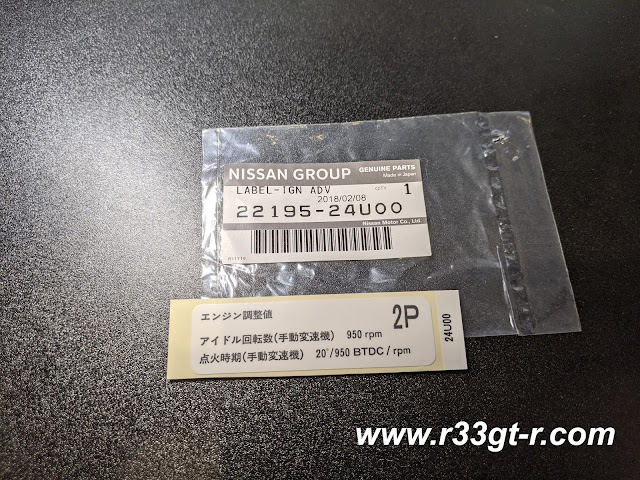 NISSAN GROUP GENUINE PARTS
Made in Japan
LABEL-IGN ADV QTY 1
2018/02/08
22195-24U00
Nissan Motor Co., Ltd.
エンジン調整値 2P
アイドル回転数(手動変速機) 950 rpm
点火時期(手動変速機) 20°/950 BTDC / rpm
24U00
www.r33gt-r.com